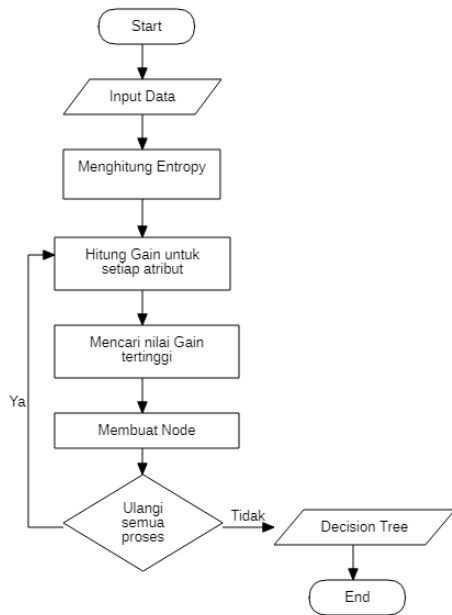 Start
Input Data
Menghitung Entropy
Hitung Gain untuk
setiap atribut
Mencari nilai Gain
tertinggi
Ya
Membuat Node
Ulangi
semua
proses
Tidak
Decision Tree
End